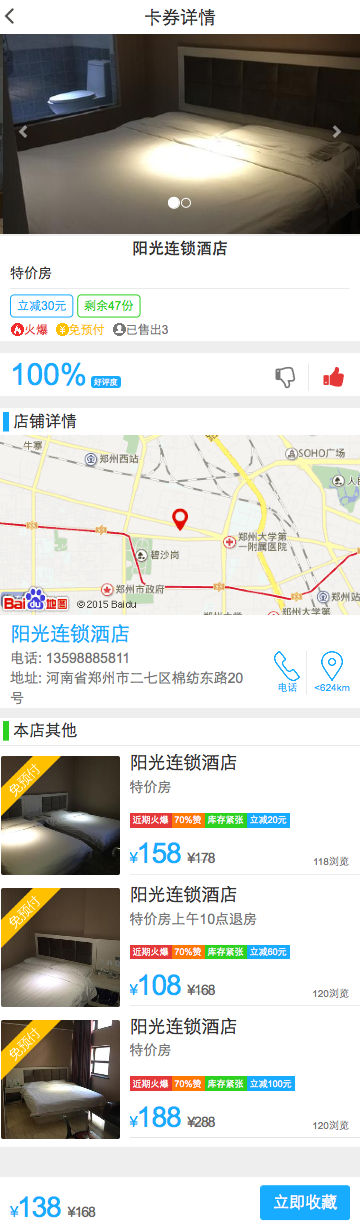 卡券详情
阳光连锁酒店
特价房
立减30元 剩余47份
火爆 免预付 已售出3
100% 好评度
店铺详情
牛寨
郑州西站
SOHO广场
郑州大学第
一附属医院
碧沙岗
郑州市政府
郑州大学第
Baidu地图 © 2015 Baidu
阳光连锁酒店
电话: 13598885811
地址: 河南省郑州市二七区棉纺东路20
号
电话 <624km
本店其他
免预付
阳光连锁酒店
特价房
近期火爆 70%赞 库存紧张 立减20元
¥158 ¥178 118浏览
免预付
阳光连锁酒店
特价房上午10点退房
近期火爆 70%赞 库存紧张 立减60元
¥108 ¥168 120浏览
免预付
阳光连锁酒店
特价房
近期火爆 70%赞 库存紧张 立减100元
¥188 ¥288 120浏览
¥138 ¥168 立即收藏